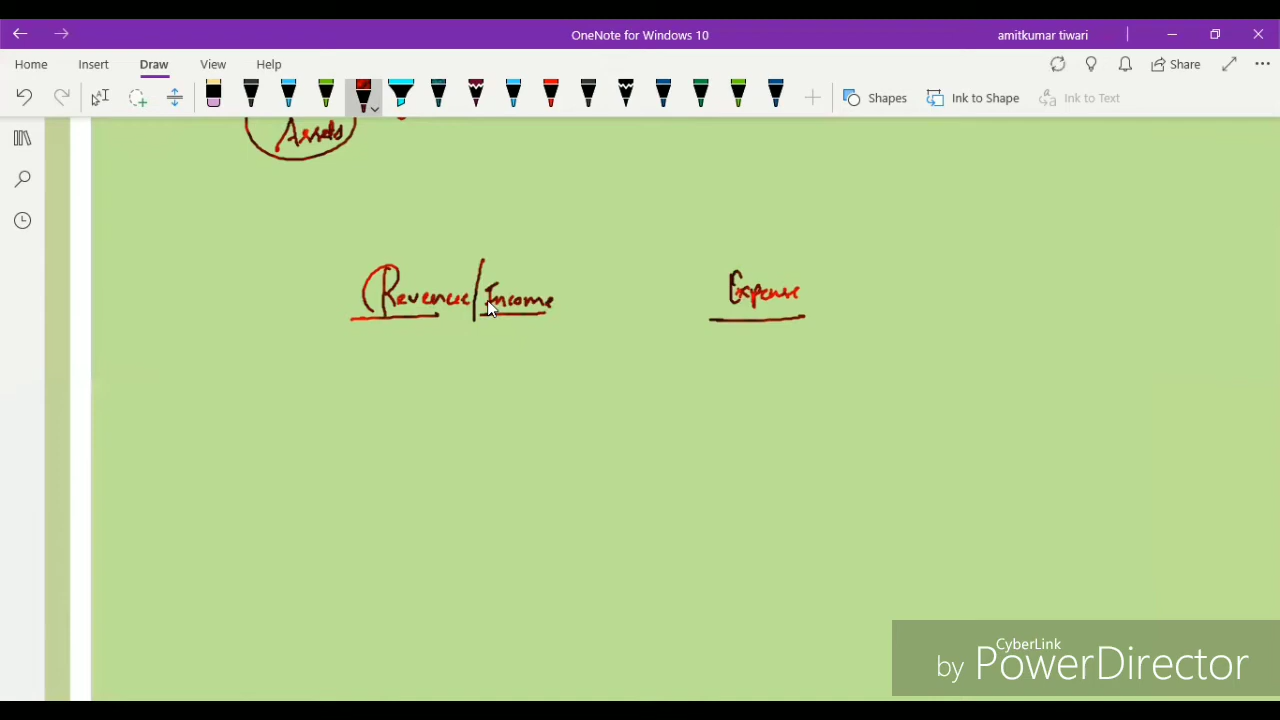 OneNote for Windows 10
amitkumar tiwari
Home Insert Draw View Help
Share
Shapes Ink to Shape Ink to Text
Assets
Revenue/Income Expense
CyberLink
by PowerDirector